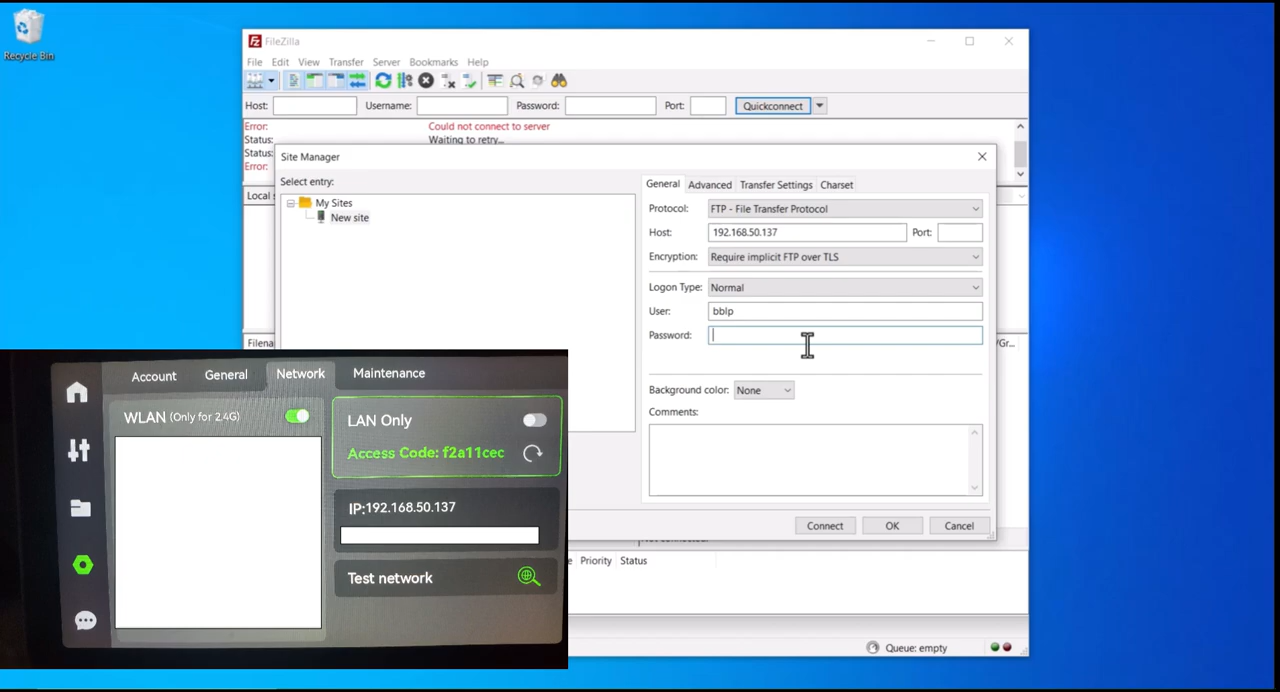 Recycle Bin
FileZilla
File Edit View Transfer Server Bookmarks Help
Host: Username: Password: Port: Quickconnect
Error: Could not connect to server
Status: Waiting to retry...
Status:
Error:
Local s
Filena
/Gr...
Site Manager
Select entry:
My Sites
New site
General Advanced Transfer Settings Charset
Protocol: FTP - File Transfer Protocol
Host: 192.168.50.137 Port:
Encryption: Require implicit FTP over TLS
Logon Type: Normal
User: bblp
Password:
Background color: None
Comments:
Connect OK Cancel
e Priority Status
Queue: empty
Account General Network Maintenance
WLAN (Only for 2.4G)
LAN Only
Access Code: f2a11cec
IP:192.168.50.137
Test network